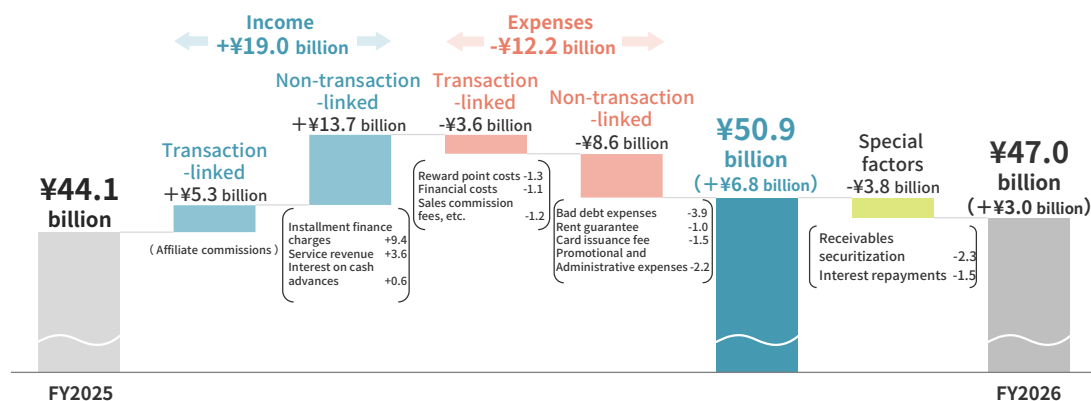 Income
+¥19.0 billion
Expenses
-¥12.2 billion
¥44.1
billion
Transaction
-linked
+¥5.3 billion
(Affiliate commissions)
Non-transaction
-linked
+¥13.7 billion
Installment finance
charges +9.4
Service revenue +3.6
Interest on cash
advances +0.6
Transaction
-linked
-¥3.6 billion
Reward point costs -1.3
Financial costs -1.1
Sales commission
fees, etc. -1.2
Non-transaction
-linked
-¥8.6 billion
Bad debt expenses -3.9
Rent guarantee -1.0
Card issuance fee -1.5
Promotional and
Administrative expenses -2.2
¥50.9
billion
(+¥6.8 billion)
Special
factors
-¥3.8 billion
Receivables
securitization -2.3
Interest repayments -1.5
¥47.0
billion
(+¥3.0 billion)
FY2025
FY2026